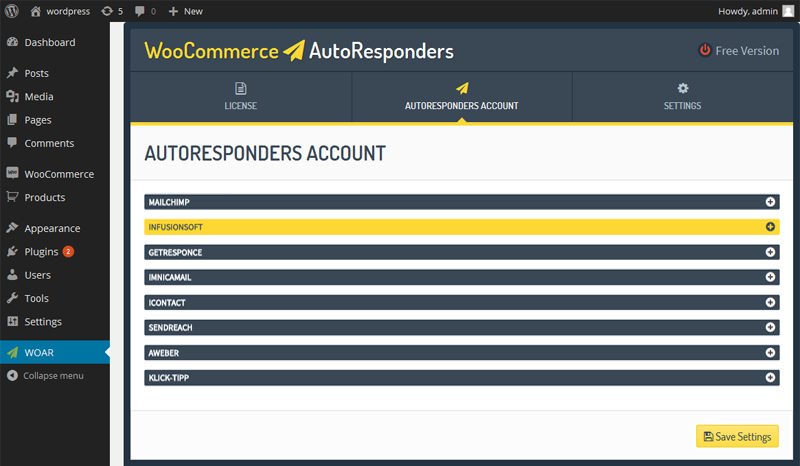 wordpress 5 0 New Howdy, admin
Dashboard
Posts
Media
Pages
Comments
WooCommerce
Products
Appearance
Plugins 2
Users
Tools
Settings
WOAR
Collapse menu
WooCommerce AutoResponders
Free Version
LICENSE
AUTORESPONDERS ACCOUNT
SETTINGS
AUTORESPONDERS ACCOUNT
MAILCHIMP
INFUSIONSOFT
GETRESPONCE
IMNICAMAIL
ICONTACT
SENDREACH
AWEBER
KLICK-TIPP
Save Settings